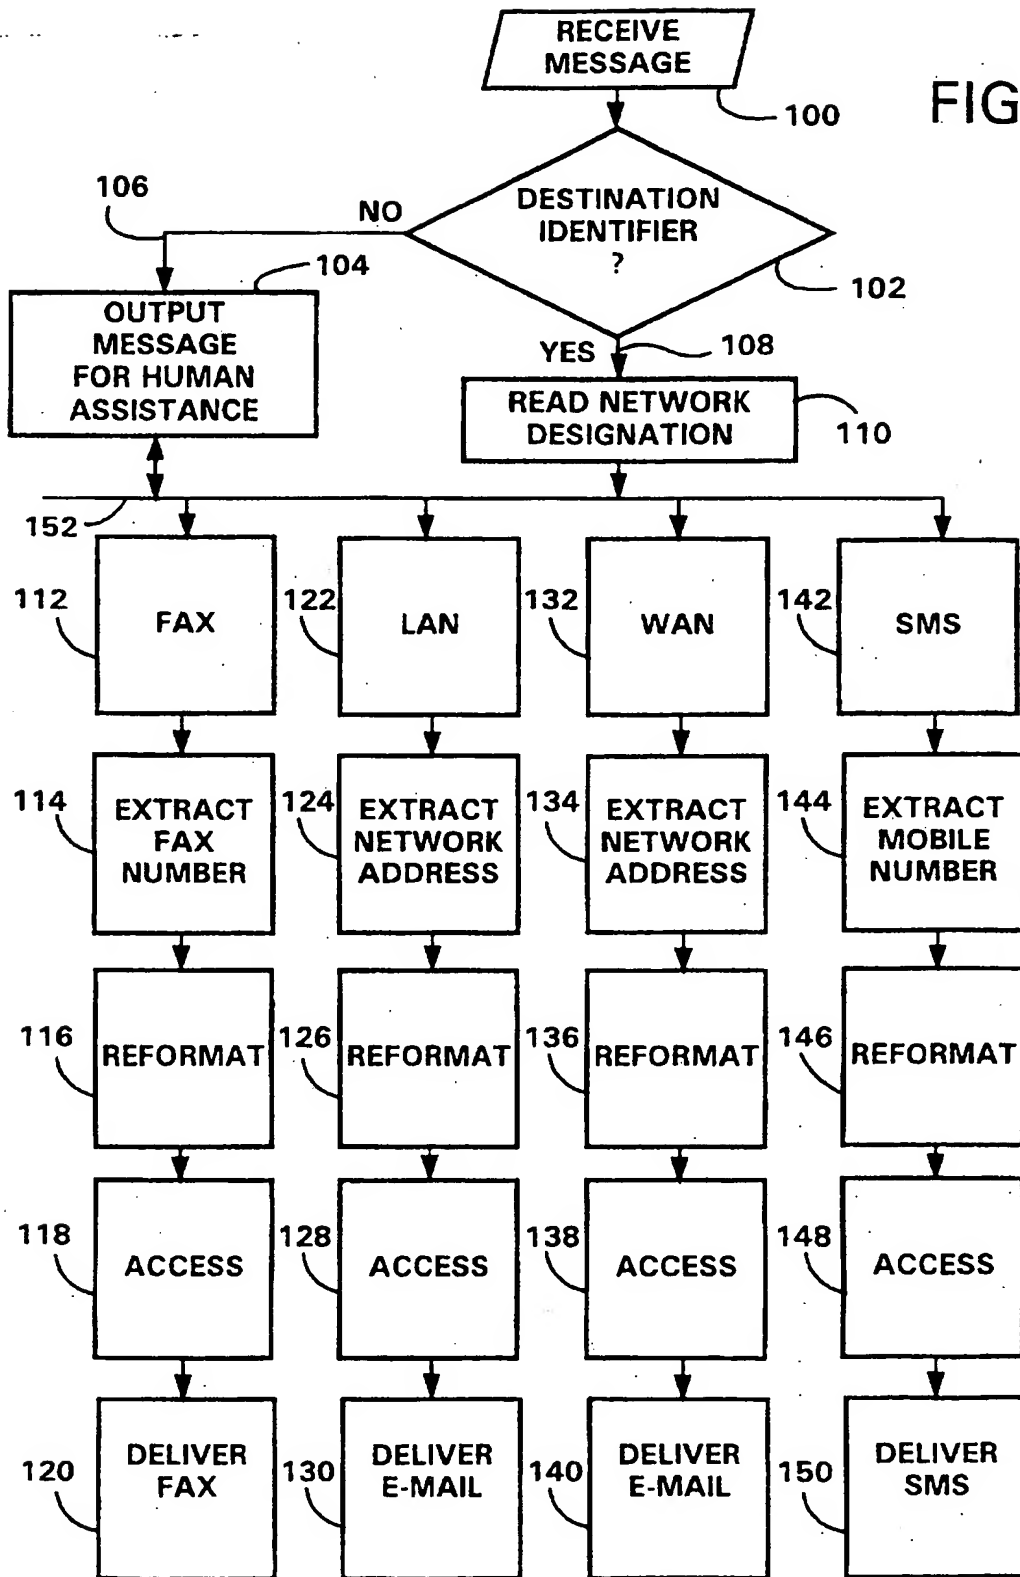 RECEIVE
MESSAGE
100
FIG
106
NO
DESTINATION
IDENTIFIER
?
104
102
OUTPUT
MESSAGE
FOR HUMAN
ASSISTANCE
YES
108
READ NETWORK
DESIGNATION
110
152
112
FAX
122
LAN
132
WAN
142
SMS
114
EXTRACT
FAX
NUMBER
124
EXTRACT
NETWORK
ADDRESS
134
EXTRACT
NETWORK
ADDRESS
144
EXTRACT
MOBILE
NUMBER
116
REFORMAT
126
REFORMAT
136
REFORMAT
146
REFORMAT
118
ACCESS
128
ACCESS
138
ACCESS
148
ACCESS
120
DELIVER
FAX
130
DELIVER
E-MAIL
140
DELIVER
E-MAIL
150
DELIVER
SMS